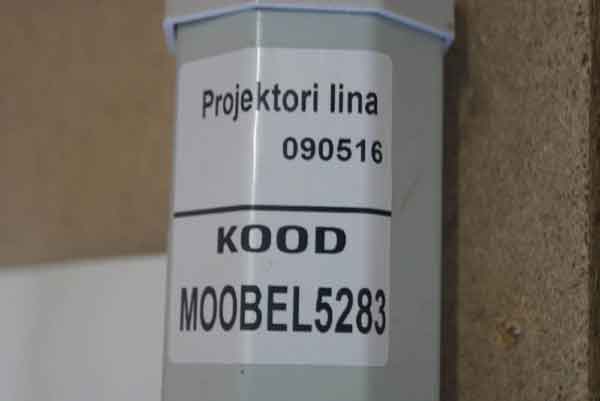 Projektori lina
090516
KOOD
MOOBEL5283